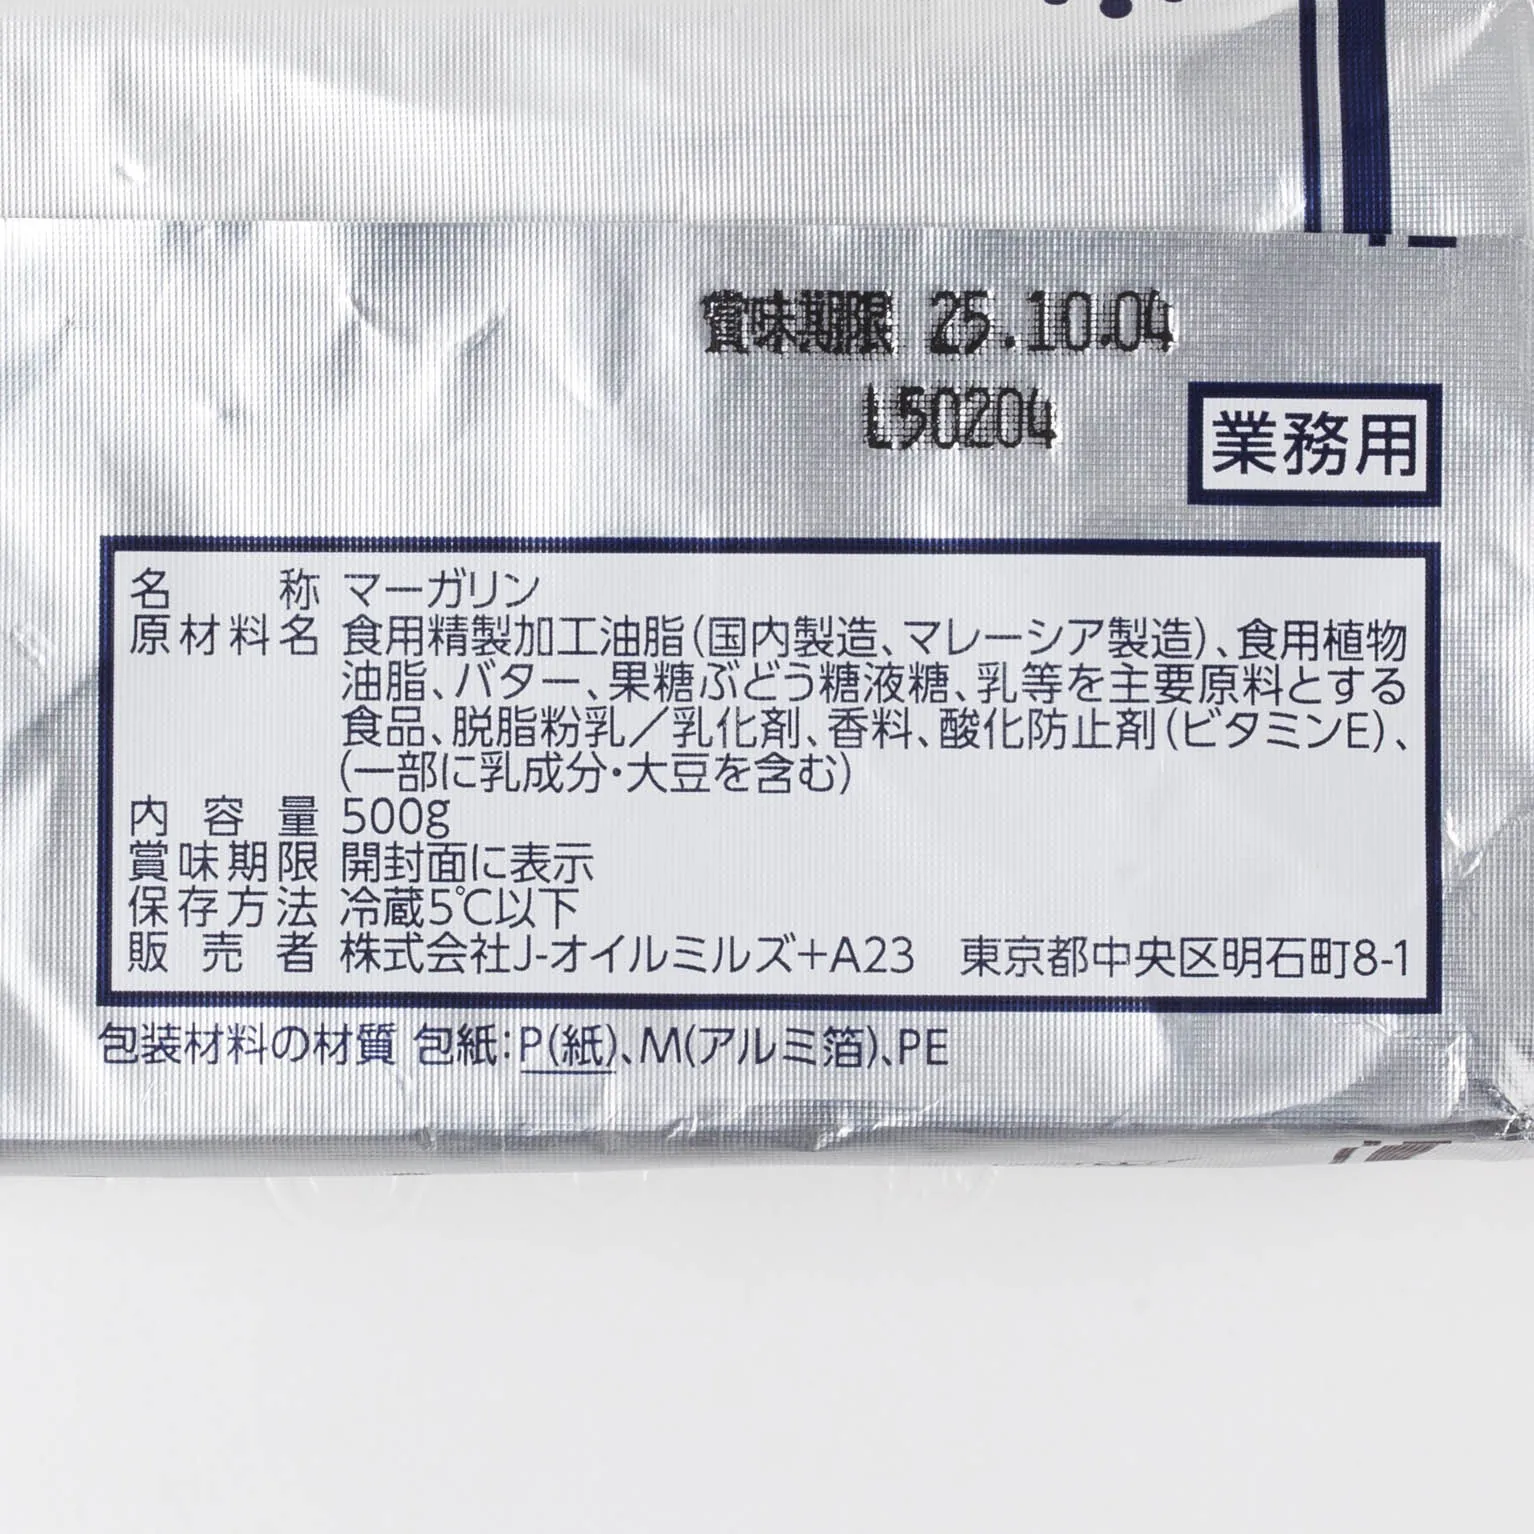 賞味期限 25.10.04
L50204
業務用
名称 マーガリン
原材料名 食用精製加工油脂(国内製造、マレーシア製造)、食用植物
油脂、バター、果糖ぶどう糖液糖、乳等を主要原料とする
食品、脱脂粉乳／乳化剤、香料、酸化防止剤(ビタミンE)、
(一部に乳成分・大豆を含む)
内容量 500g
賞味期限 開封面に表示
保存方法 冷蔵5℃以下
販売者 株式会社J-オイルミルズ+A23 東京都中央区明石町8-1
包装材料の材質 包紙:P(紙)、M(アルミ箔)、PE